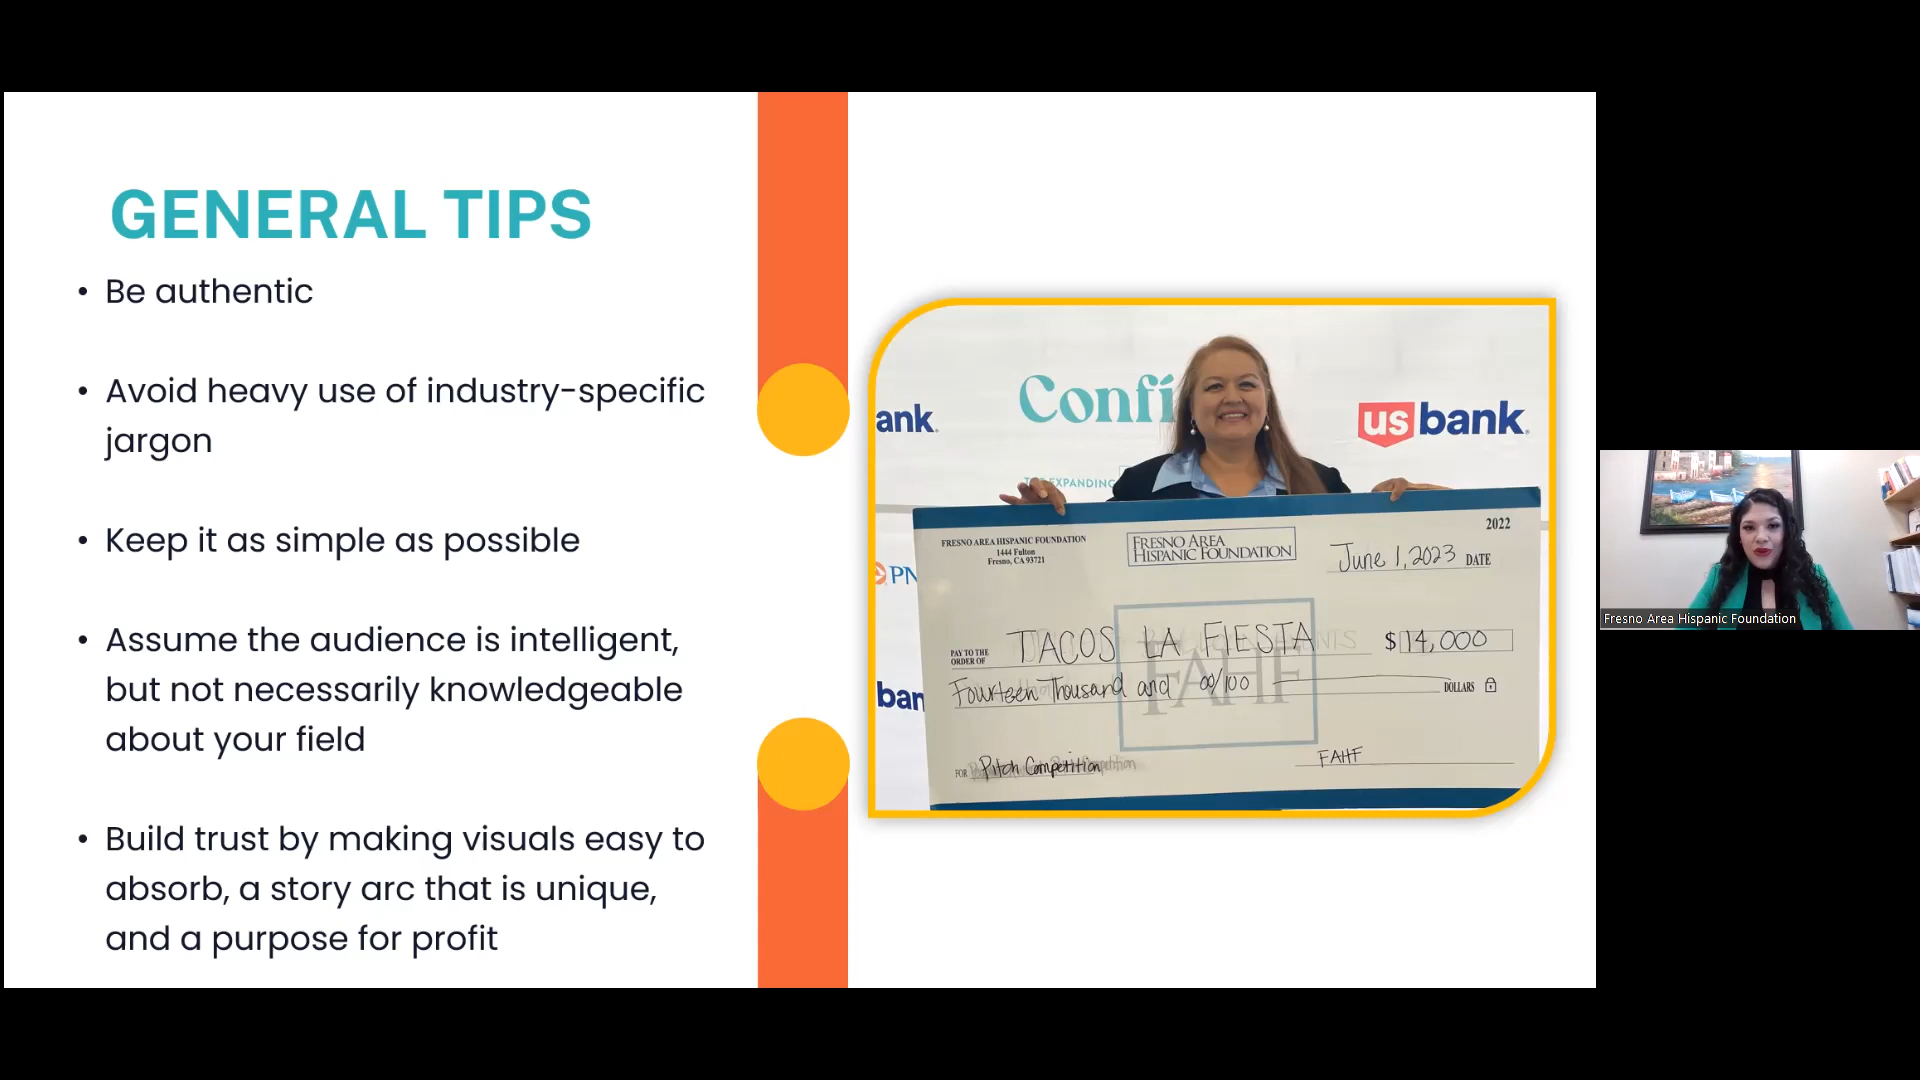 GENERAL TIPS
• Be authentic
• Avoid heavy use of industry-specific
jargon
• Keep it as simple as possible
• Assume the audience is intelligent,
but not necessarily knowledgeable
about your field
• Build trust by making visuals easy to
absorb, a story arc that is unique,
and a purpose for profit
Confi
ank.
us bank.
EXPANDING
PN
ban
2022
FRESNO AREA HISPANIC FOUNDATION
1444 Fulton
Fresno, CA 93721
FRESNO AREA
HISPANIC FOUNDATION
June 1, 2023 DATE
PAY TO THE
ORDER OF
TACOS LA FIESTA $ 14,000
Fourteen Thousand and 00/100 DOLLARS
FAHF
FOR Pitch Competition
FAHF
Fresno Area Hispanic Foundation